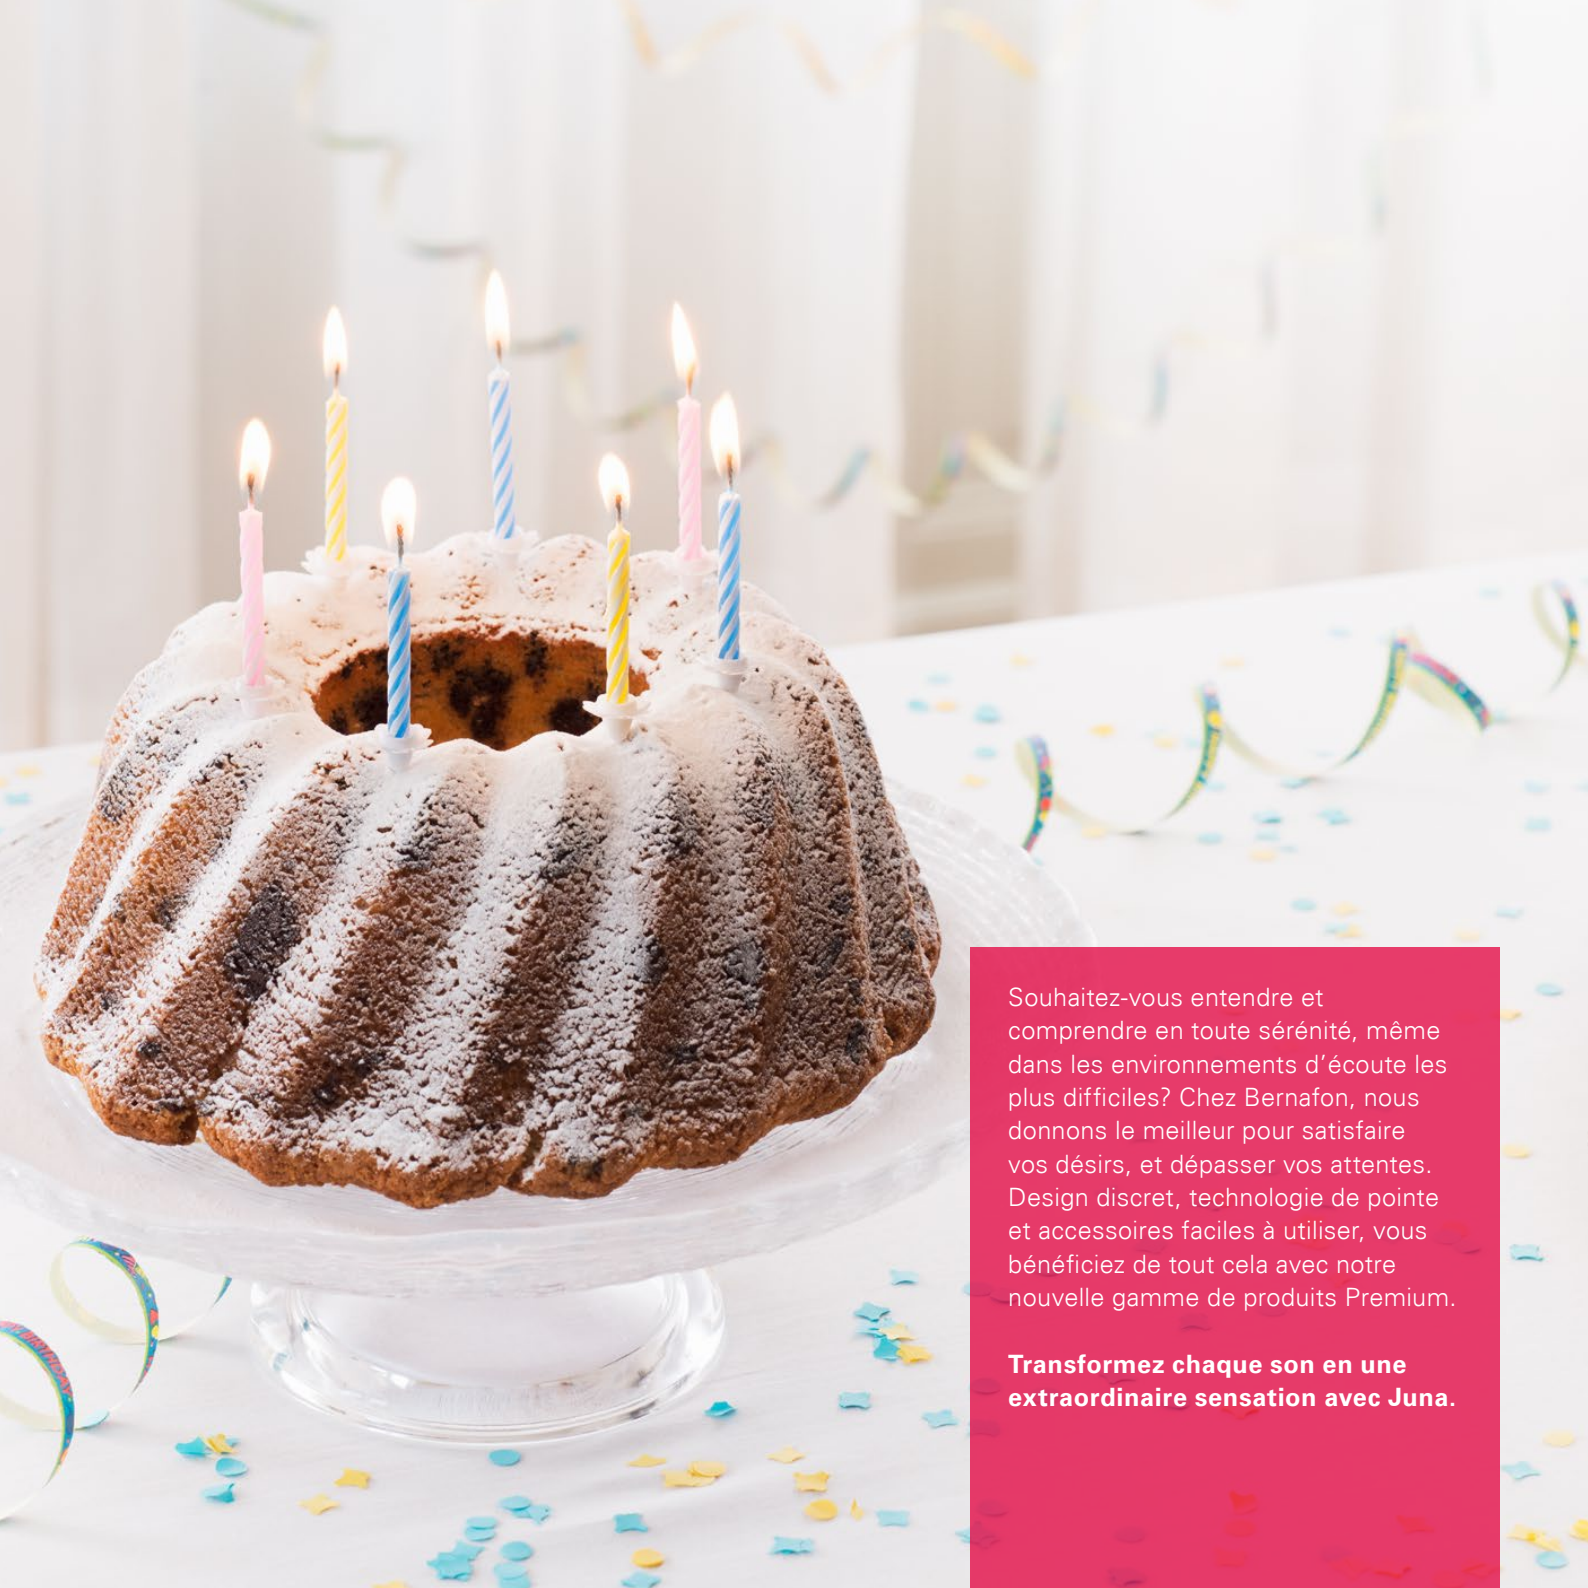 Souhaitez-vous entendre et
comprendre en toute sérénité, même
dans les environnements d’écoute les
plus difficiles? Chez Bernafon, nous
donnons le meilleur pour satisfaire
vos désirs, et dépasser vos attentes.
Design discret, technologie de pointe
et accessoires faciles à utiliser, vous
bénéficiez de tout cela avec notre
nouvelle gamme de produits Premium.
Transformez chaque son en une
extraordinaire sensation avec Juna.
BIRTHDAY